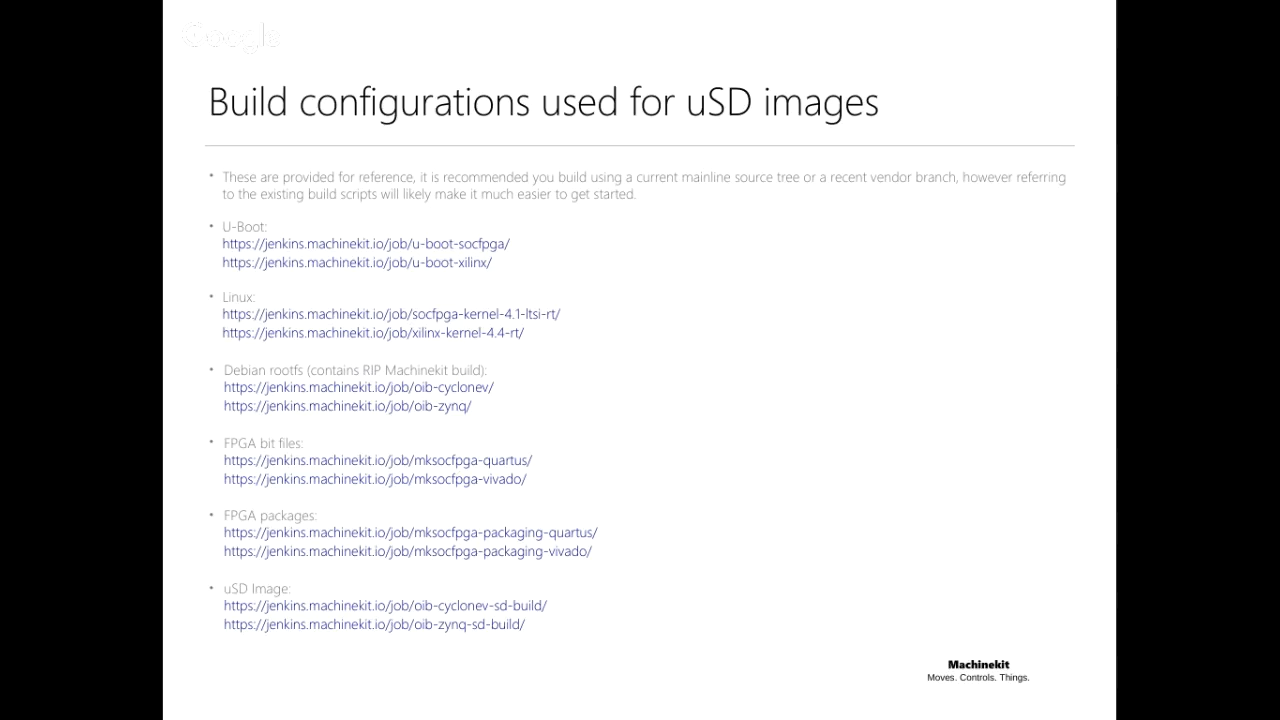 Google
Build configurations used for uSD images
• These are provided for reference, it is recommended you build using a current mainline source tree or a recent vendor branch, however referring
to the existing build scripts will likely make it much easier to get started.
• U-Boot:
https://jenkins.machinekit.io/job/u-boot-socfpga/
https://jenkins.machinekit.io/job/u-boot-xilinx/
• Linux:
https://jenkins.machinekit.io/job/socfpga-kernel-4.1-ltsi-rt/
https://jenkins.machinekit.io/job/xilinx-kernel-4.4-rt/
• Debian rootfs (contains RIP Machinekit build):
https://jenkins.machinekit.io/job/oib-cyclonev/
https://jenkins.machinekit.io/job/oib-zynq/
• FPGA bit files:
https://jenkins.machinekit.io/job/mksocfpga-quartus/
https://jenkins.machinekit.io/job/mksocfpga-vivado/
• FPGA packages:
https://jenkins.machinekit.io/job/mksocfpga-packaging-quartus/
https://jenkins.machinekit.io/job/mksocfpga-packaging-vivado/
• uSD Image:
https://jenkins.machinekit.io/job/oib-cyclonev-sd-build/
https://jenkins.machinekit.io/job/oib-zynq-sd-build/
Machinekit
Moves. Controls. Things.